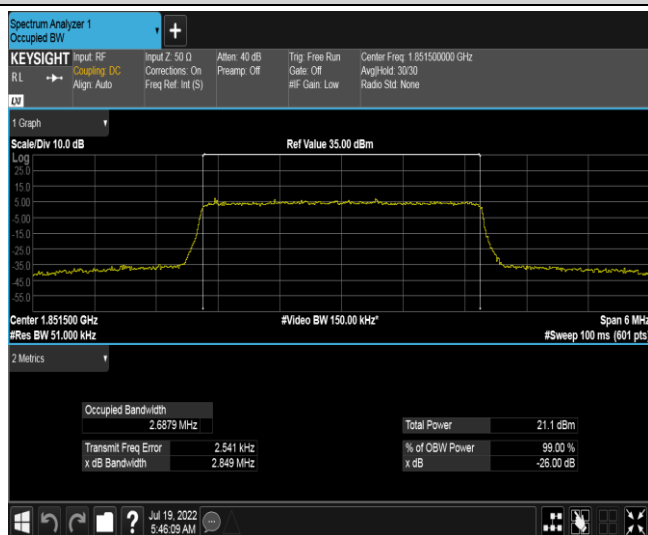 Spectrum Analyzer 1
Occupied BW
+
KEYSIGHT
RL
LXI
Input: RF
Coupling: DC
Align: Auto
Input Z: 50 Ω
Corrections: On
Freq Ref: Int (S)
Atten: 40 dB
Preamp: Off
Trig: Free Run
Gate: Off
#IF Gain: Low
Center Freq: 1.851500000 GHz
Avg|Hold: 30/30
Radio Std: None
1 Graph
Scale/Div 10.0 dB
Ref Value 35.00 dBm
Log
25.0
15.0
5.00
-5.00
-15.0
-25.0
-35.0
-45.0
-55.0
Center 1.851500 GHz
#Video BW 150.00 kHz*
Span 6 MHz
#Res BW 51.000 kHz
#Sweep 100 ms (601 pts)
2 Metrics
Occupied Bandwidth
2.6879 MHz
Total Power 21.1 dBm
Transmit Freq Error 2.541 kHz
% of OBW Power 99.00 %
x dB Bandwidth 2.849 MHz
x dB -26.00 dB
?
Jul 19, 2022
5:46:09 AM